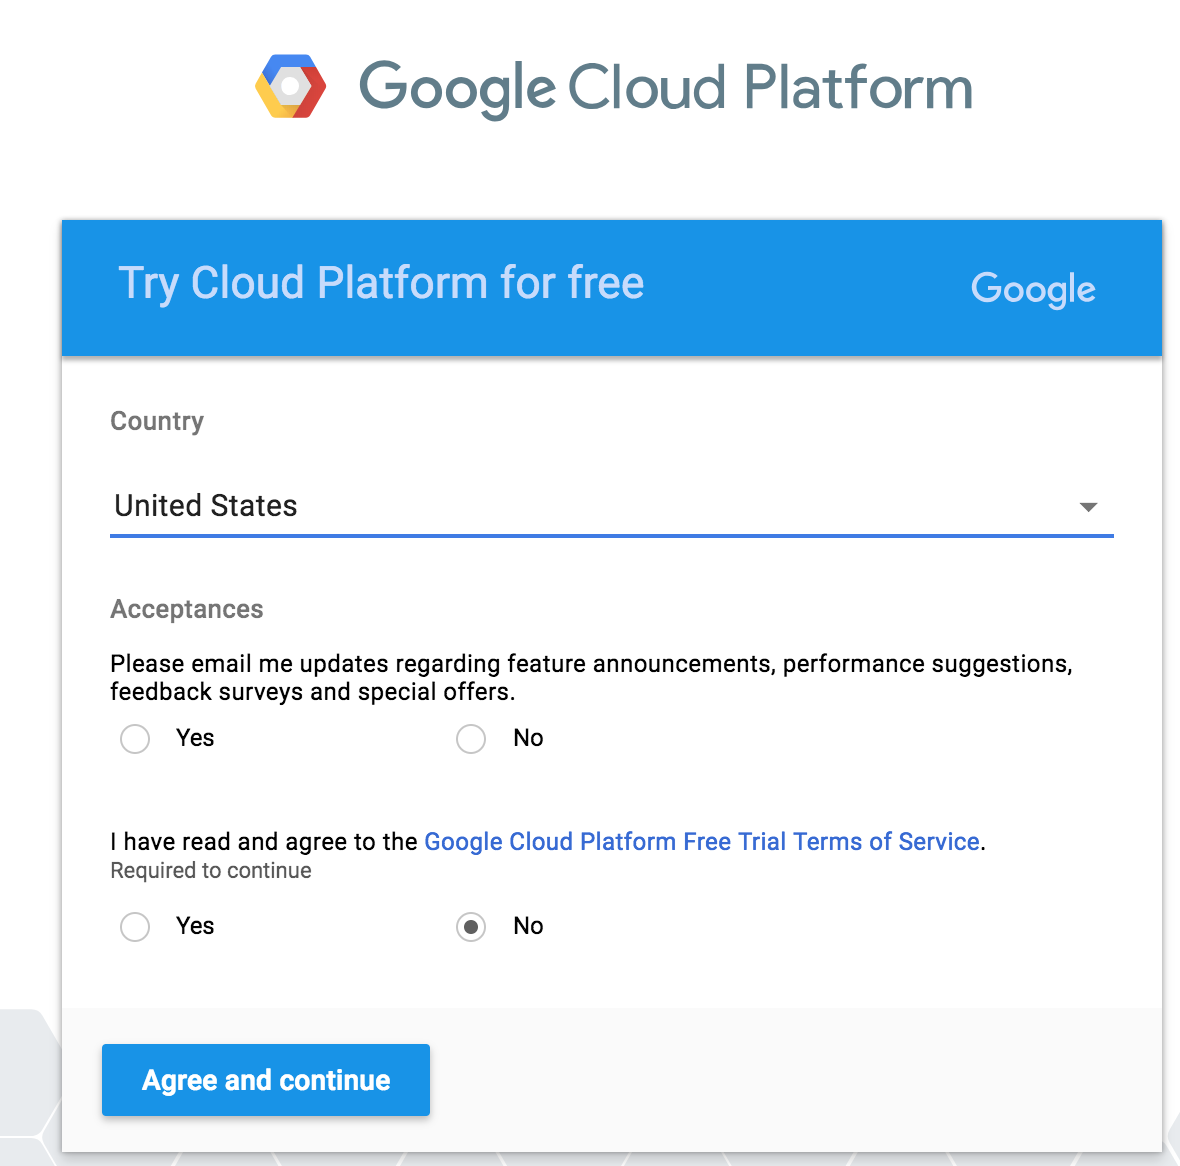 Google Cloud Platform
Try Cloud Platform for free
Google
Country
United States
Acceptances
Please email me updates regarding feature announcements, performance suggestions,
feedback surveys and special offers.
Yes
No
I have read and agree to the Google Cloud Platform Free Trial Terms of Service.
Required to continue
Yes
No
Agree and continue